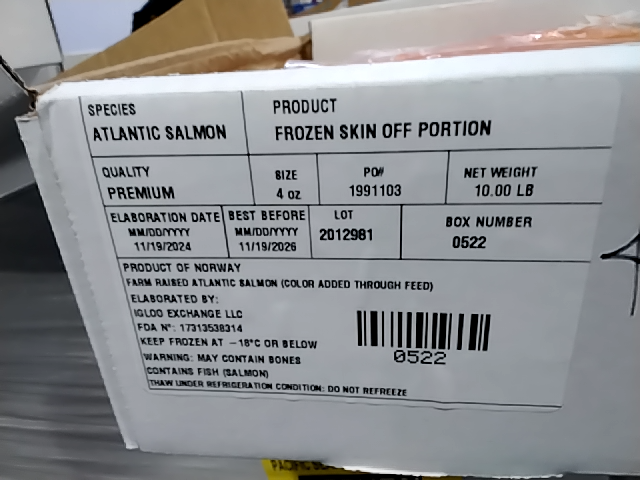 SPECIES
ATLANTIC SALMON
PRODUCT
FROZEN SKIN OFF PORTION
QUALITY
PREMIUM
SIZE
4 oz
PO#
1991103
NET WEIGHT
10.00 LB
ELABORATION DATE
MM/DD/YYYY
11/19/2024
BEST BEFORE
MM/DD/YYYY
11/19/2026
LOT
2012981
BOX NUMBER
0522
PRODUCT OF NORWAY
FARM RAISED ATLANTIC SALMON (COLOR ADDED THROUGH FEED)
ELABORATED BY:
IGLOO EXCHANGE LLC
FDA N°: 17313538314
KEEP FROZEN AT -18°C OR BELOW
WARNING: MAY CONTAIN BONES
CONTAINS FISH (SALMON)
THAW UNDER REFRIGERATION CONDITION: DO NOT REFREEZE
0522
PACIFIC